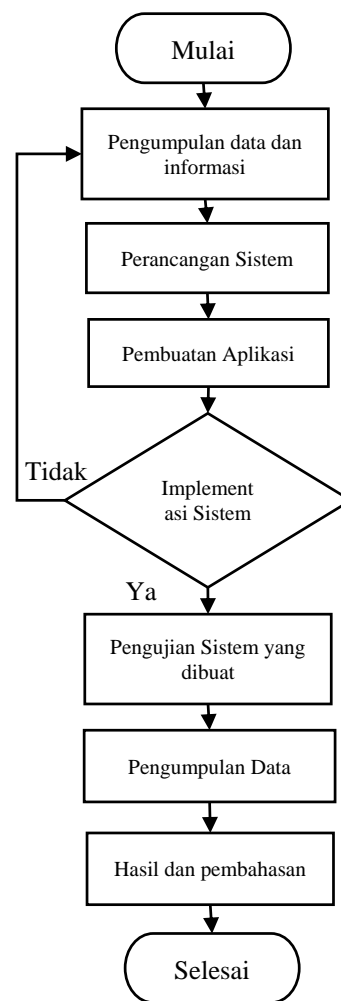 Mulai
Pengumpulan data dan
informasi
Perancangan Sistem
Pembuatan Aplikasi
Tidak
Implement
asi Sistem
Ya
Pengujian Sistem yang
dibuat
Pengumpulan Data
Hasil dan pembahasan
Selesai